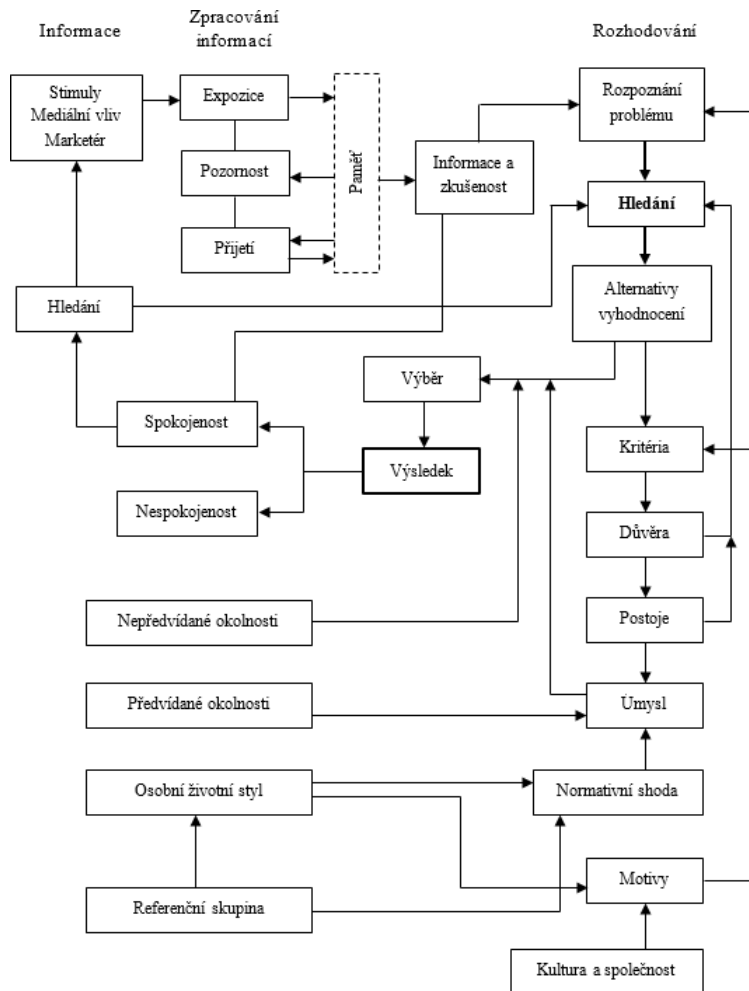 Informace
Zpracování
informací
Rozhodování
Stimuly
Mediální vliv
Marketér
Expozice
Pozornost
Přijetí
Paměť
Informace a
zkušenost
Rozpoznání
problému
Hledání
Alternativy
vyhodnocení
Hledání
Výběr
Spokojenost
Výsledek
Nespokojenost
Kritéria
Důvěra
Postoje
Nepředvídané okolnosti
Předvídané okolnosti
Úmysl
Osobní životní styl
Normativní shoda
Referenční skupina
Motivy
Kultura a společnost